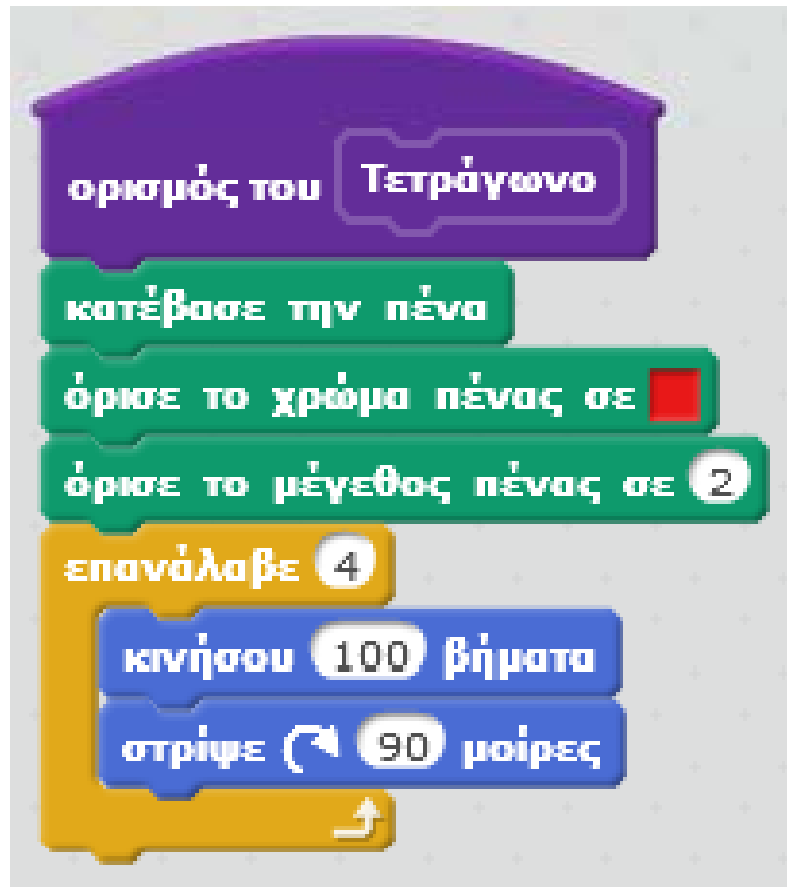 ορισμός του Τετράγωνο
κατέβασε την πένα
όρισε το χρώμα πένας σε
όρισε το μέγεθος πένας σε 2
επανάλαβε 4
κινήσου 100 βήματα
στρίψε 90 μοίρες